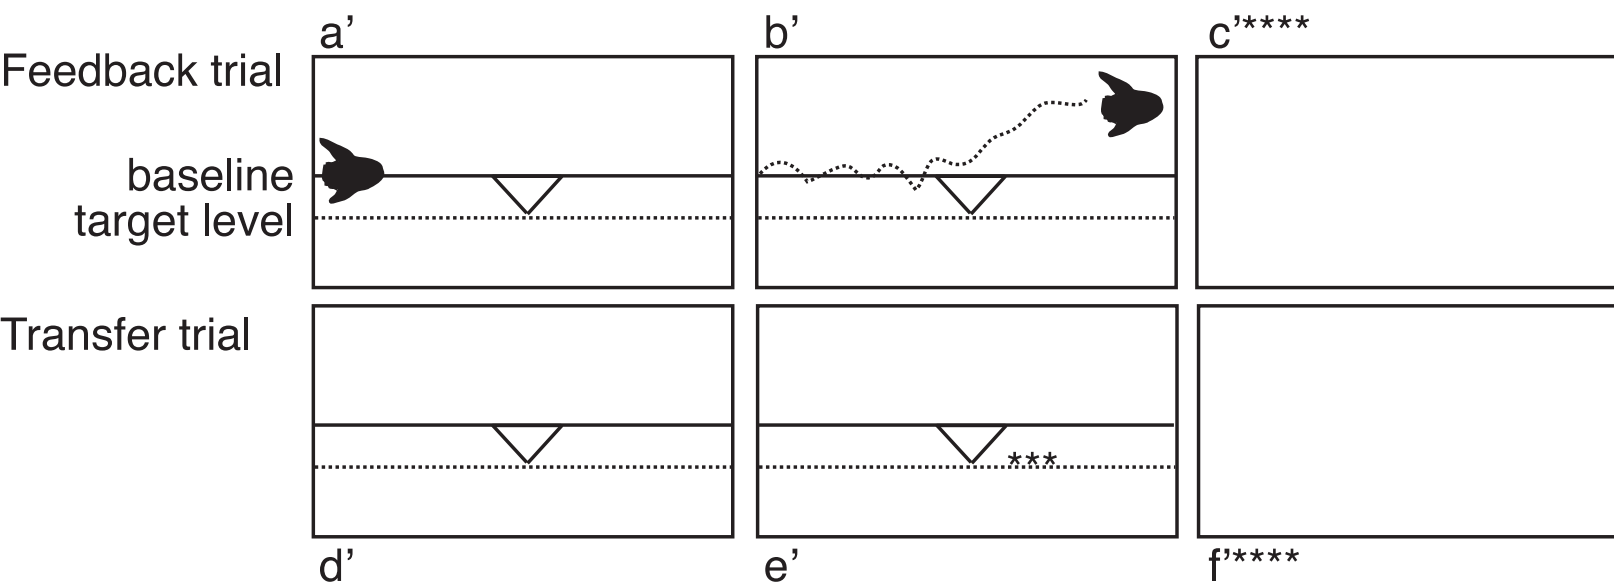 a’
b’
c’****
Feedback trial
baseline
target level
Transfer trial
***
d’
e’
f’****